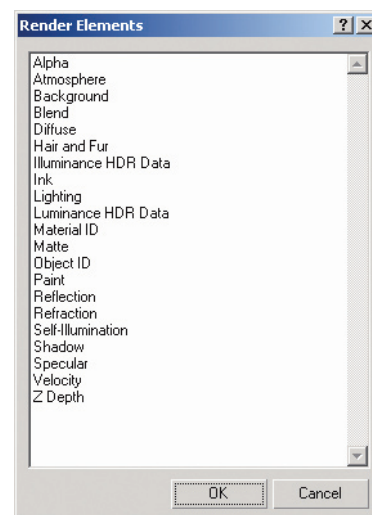 Render Elements
Alpha
Atmosphere
Background
Blend
Diffuse
Hair and Fur
Illuminance HDR Data
Ink
Lighting
Luminance HDR Data
Material ID
Matte
Object ID
Paint
Reflection
Refraction
Self-Illumination
Shadow
Specular
Velocity
Z Depth
OK Cancel